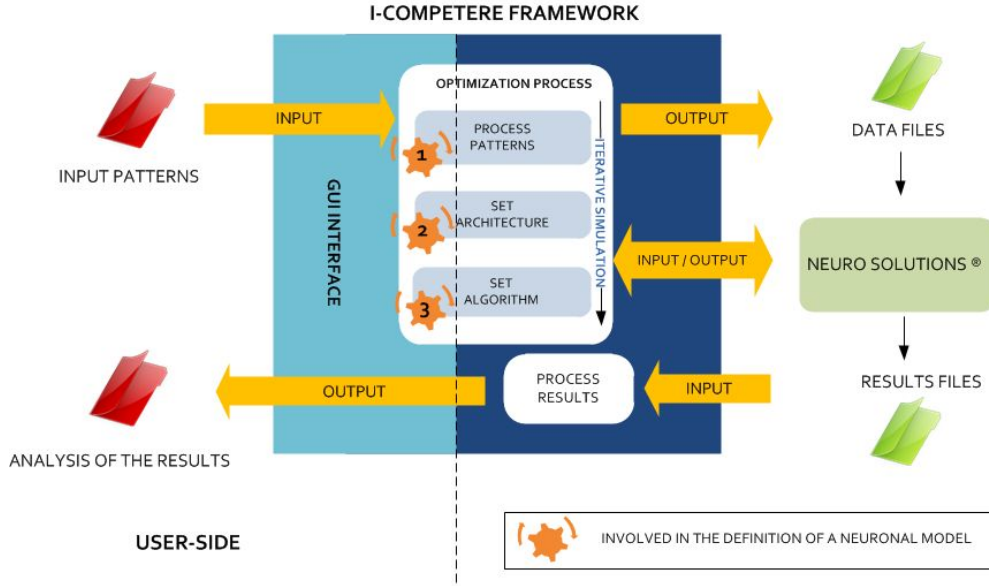 I-COMPETERE FRAMEWORK
OPTIMIZATION PROCESS
INPUT
OUTPUT
INPUT PATTERNS
DATA FILES
1
PROCESS
PATTERNS
GUI INTERFACE
2
SET
ARCHITECTURE
ITERATIVE SIMULATION
INPUT / OUTPUT
NEURO SOLUTIONS ®
3
SET
ALGORITHM
OUTPUT
PROCESS
RESULTS
INPUT
RESULTS FILES
ANALYSIS OF THE RESULTS
USER-SIDE
INVOLVED IN THE DEFINITION OF A NEURONAL MODEL